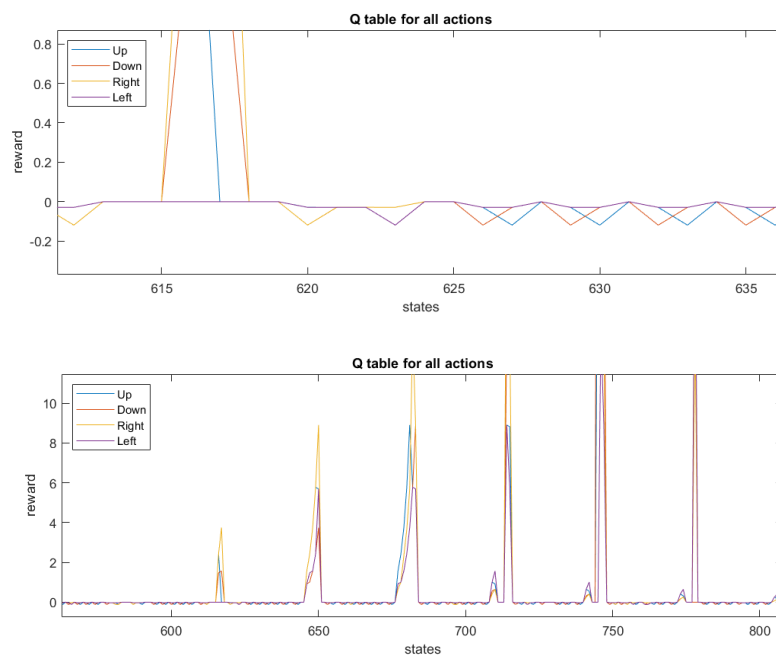 Q table for all actions
0.8
0.6
0.4
0.2
0
-0.2
reward
Up
Down
Right
Left
615 620 625 630 635
states
Q table for all actions
10
8
6
4
2
0
reward
Up
Down
Right
Left
600 650 700 750 800
states